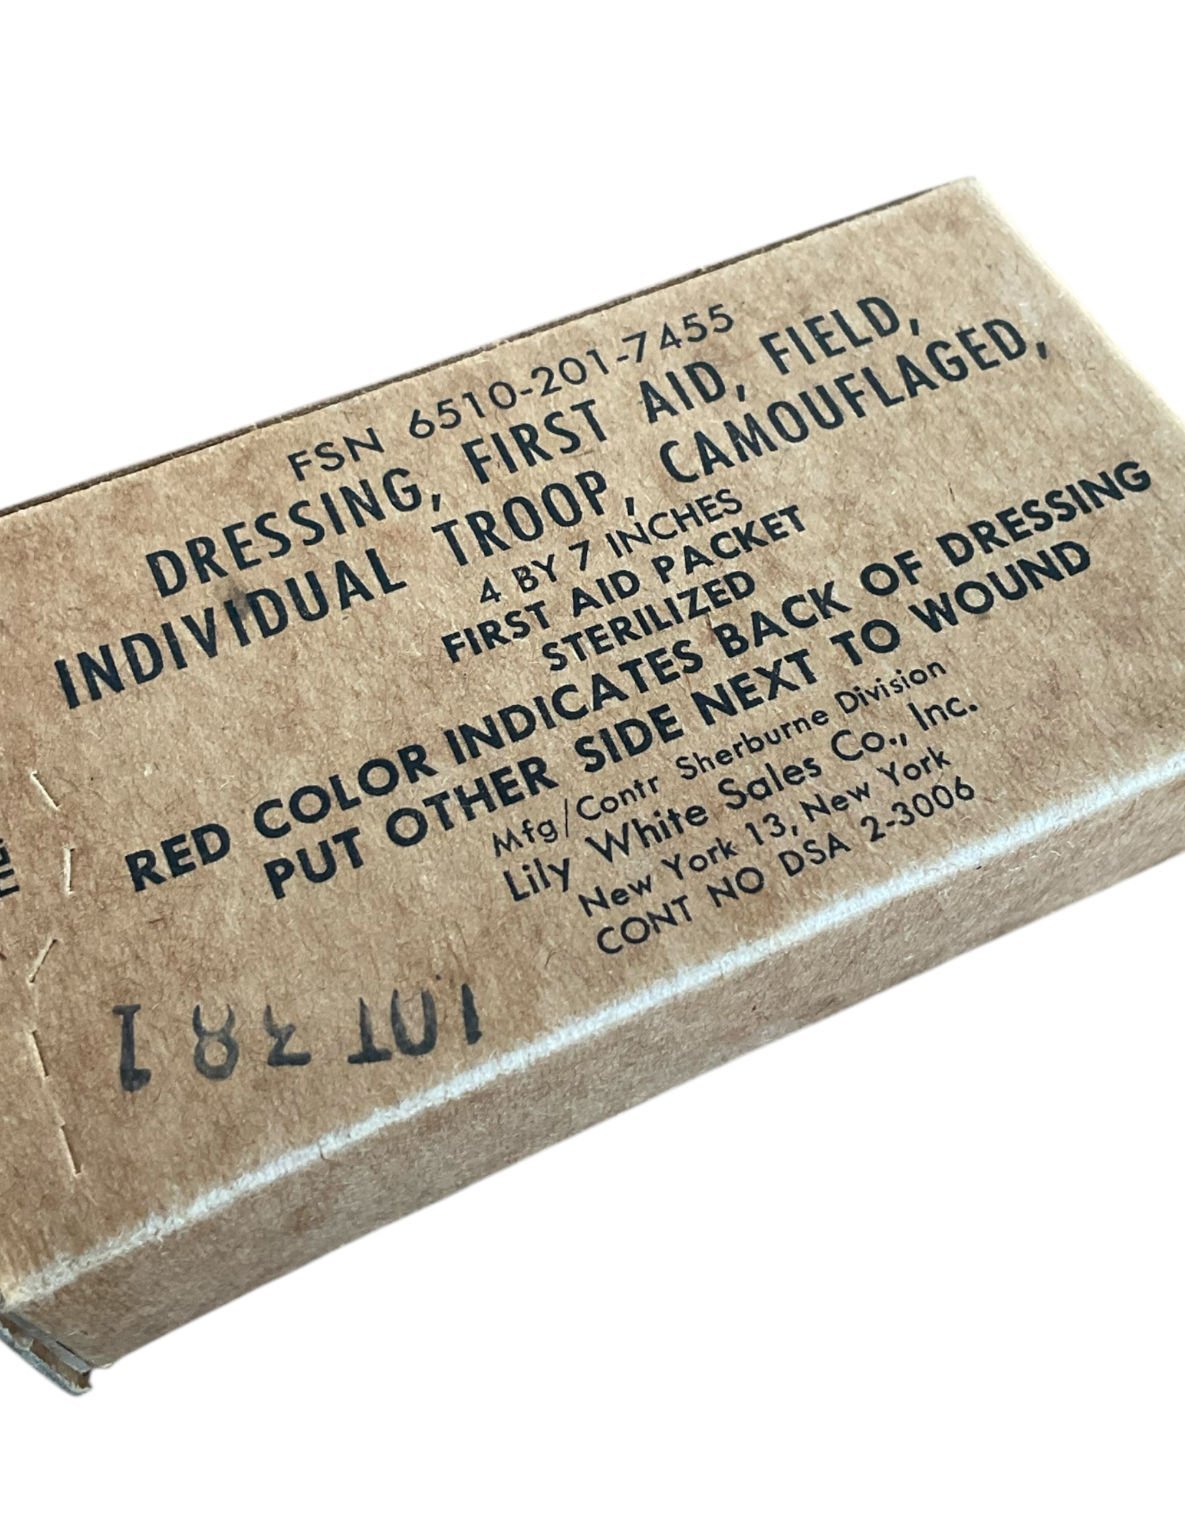 FSN 6510-201-7455
DRESSING, FIRST AID, FIELD,
INDIVIDUAL TROOP, CAMOUFLAGED,
4 BY 7 INCHES
FIRST AID PACKET
STERILIZED
RED COLOR INDICATES BACK OF DRESSING
PUT OTHER SIDE NEXT TO WOUND
Mfg/Contr Sherburne Division
Lily White Sales Co., Inc.
New York 13, New York
CONT NO DSA 2-3006
LOT 381